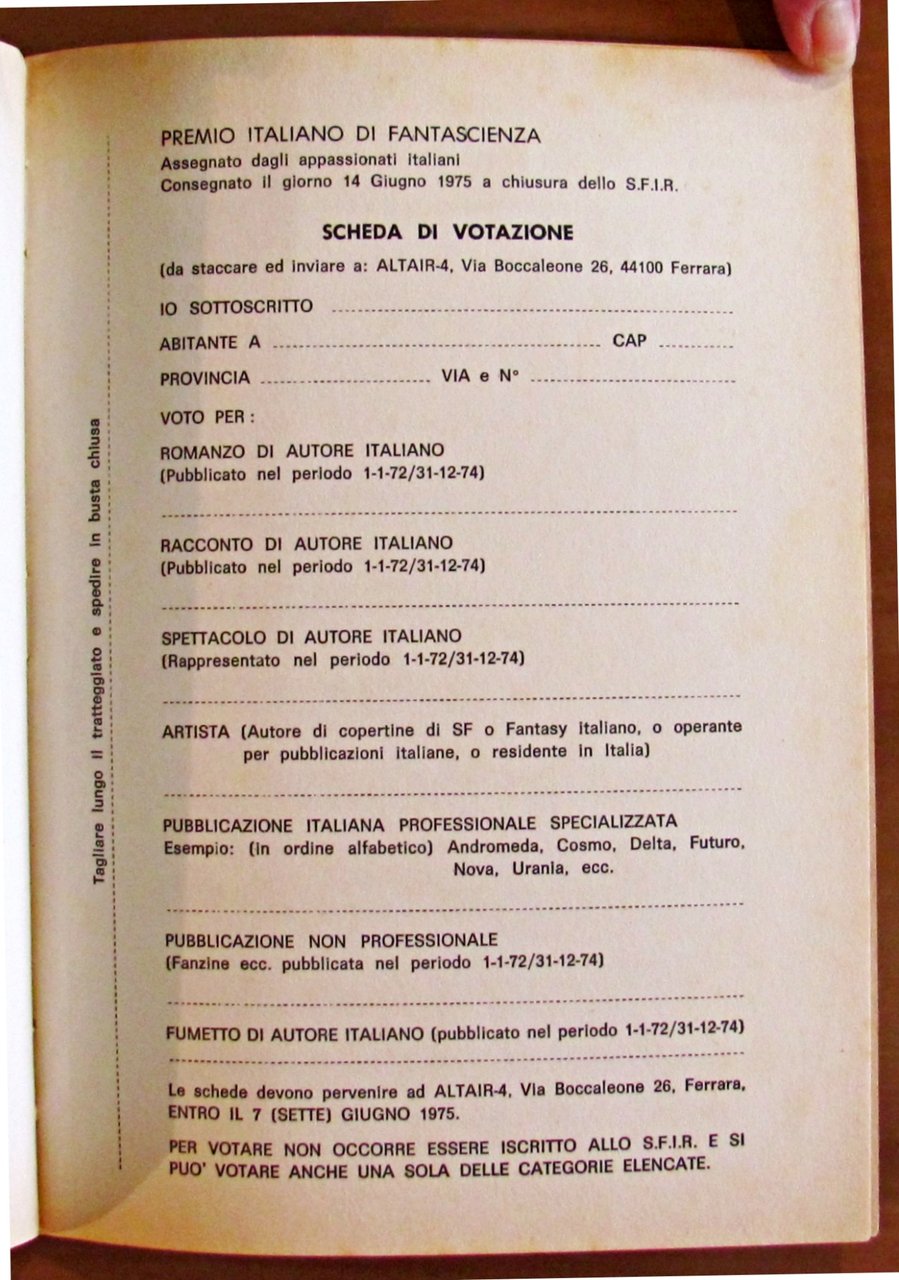 PREMIO ITALIANO DI FANTASCIENZA
Assegnato dagli appassionati italiani
Consegnato il giorno 14 Giugno 1975 a chiusura dello S.F.I.R.
SCHEDA DI VOTAZIONE
(da staccare ed inviare a: ALTAIR-4, Via Boccaleone 26, 44100 Ferrara)
IO SOTTOSCRITTO
ABITANTE A CAP
PROVINCIA VIA e N°
VOTO PER:
ROMANZO DI AUTORE ITALIANO
(Pubblicato nel periodo 1-1-72/31-12-74)
RACCONTO DI AUTORE ITALIANO
(Pubblicato nel periodo 1-1-72/31-12-74)
SPETTACOLO DI AUTORE ITALIANO
(Rappresentato nel periodo 1-1-72/31-12-74)
ARTISTA (Autore di copertine di SF o Fantasy italiano, o operante
per pubblicazioni italiane, o residente in Italia)
PUBBLICAZIONE ITALIANA PROFESSIONALE SPECIALIZZATA
Esempio: (in ordine alfabetico) Andromeda, Cosmo, Delta, Futuro,
Nova, Urania, ecc.
PUBBLICAZIONE NON PROFESSIONALE
(Fanzine ecc. pubblicata nel periodo 1-1-72/31-12-74)
FUMETTO DI AUTORE ITALIANO (pubblicato nel periodo 1-1-72/31-12-74)
Le schede devono pervenire ad ALTAIR-4, Via Boccaleone 26, Ferrara,
ENTRO IL 7 (SETTE) GIUGNO 1975.
PER VOTARE NON OCCORRE ESSERE ISCRITTO ALLO S.F.I.R. E SI
PUO' VOTARE ANCHE UNA SOLA DELLE CATEGORIE ELENCATE.
Tagliare lungo il tratteggiato e spedire in busta chiusa